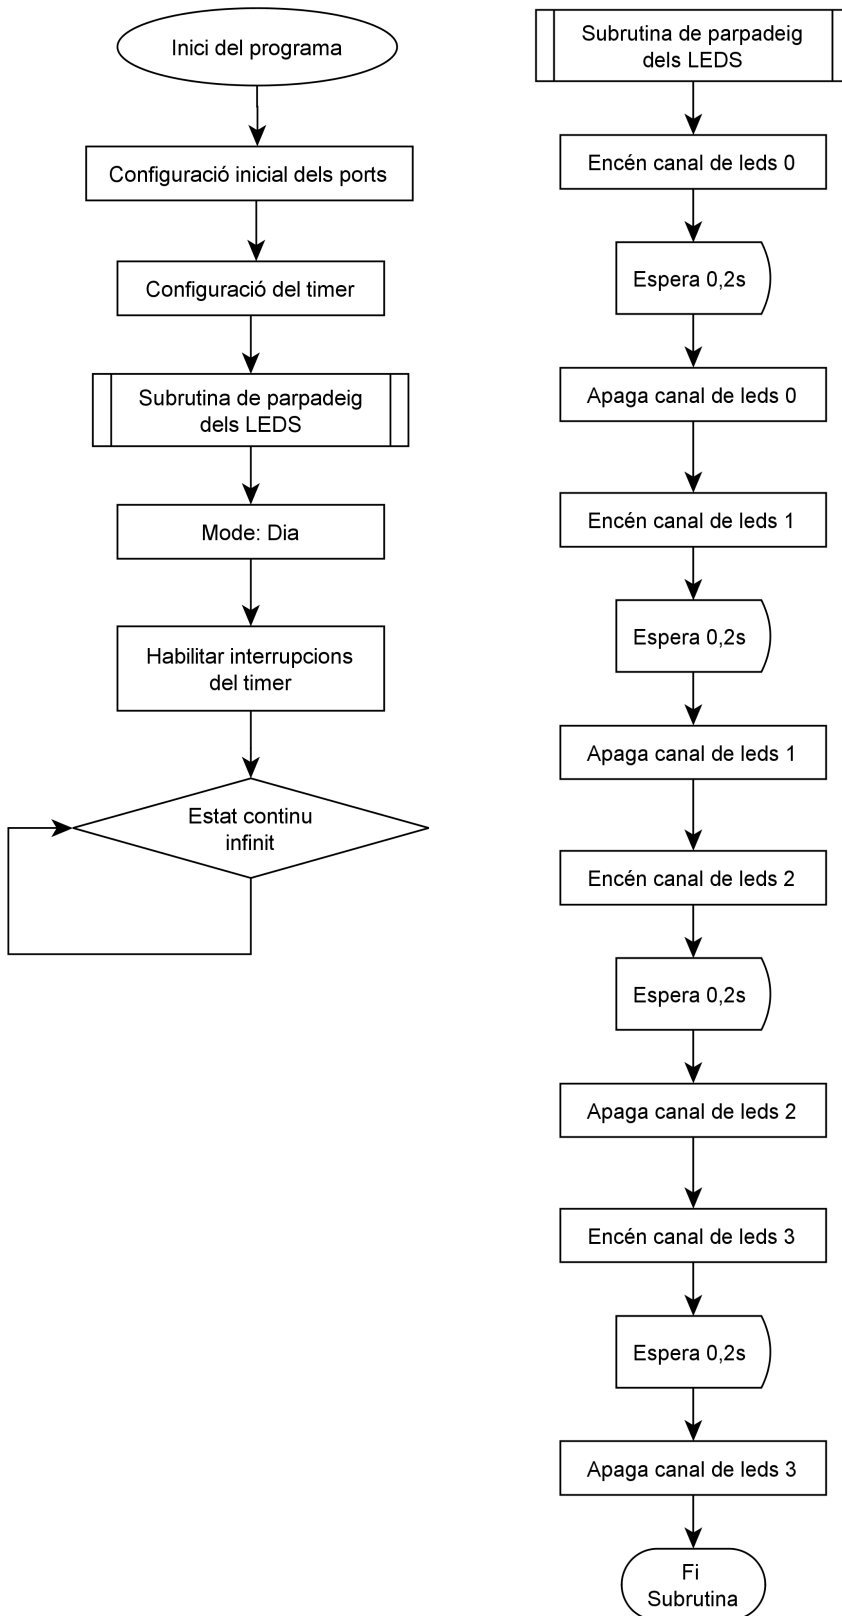 Inici del programa
Configuració inicial dels ports
Configuració del timer
Subrutina de parpadeig
dels LEDS
Mode: Dia
Habilitar interrupcions
del timer
Estat continu
infinit
Subrutina de parpadeig
dels LEDS
Encén canal de leds 0
Espera 0,2s
Apaga canal de leds 0
Encén canal de leds 1
Espera 0,2s
Apaga canal de leds 1
Encén canal de leds 2
Espera 0,2s
Apaga canal de leds 2
Encén canal de leds 3
Espera 0,2s
Apaga canal de leds 3
Fi
Subrutina